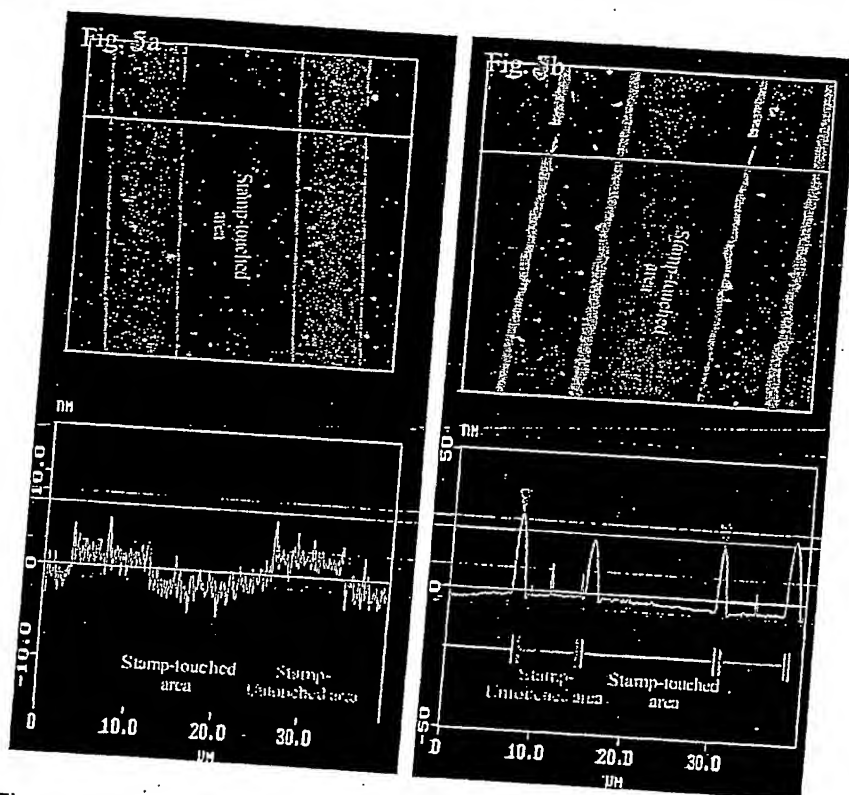 Fig. 5a
Stamp-touched
area
NM
10.0
0
-10.0
Stamp-touched
area
Stamp-
Untouched area
0
10.0
20.0
30.0
μM
Fig. 5b
Stamp-touched
area
NM
50
0
-50
Stamp-
Untouched area
Stamp-touched
area
0
10.0
20.0
30.0
μM